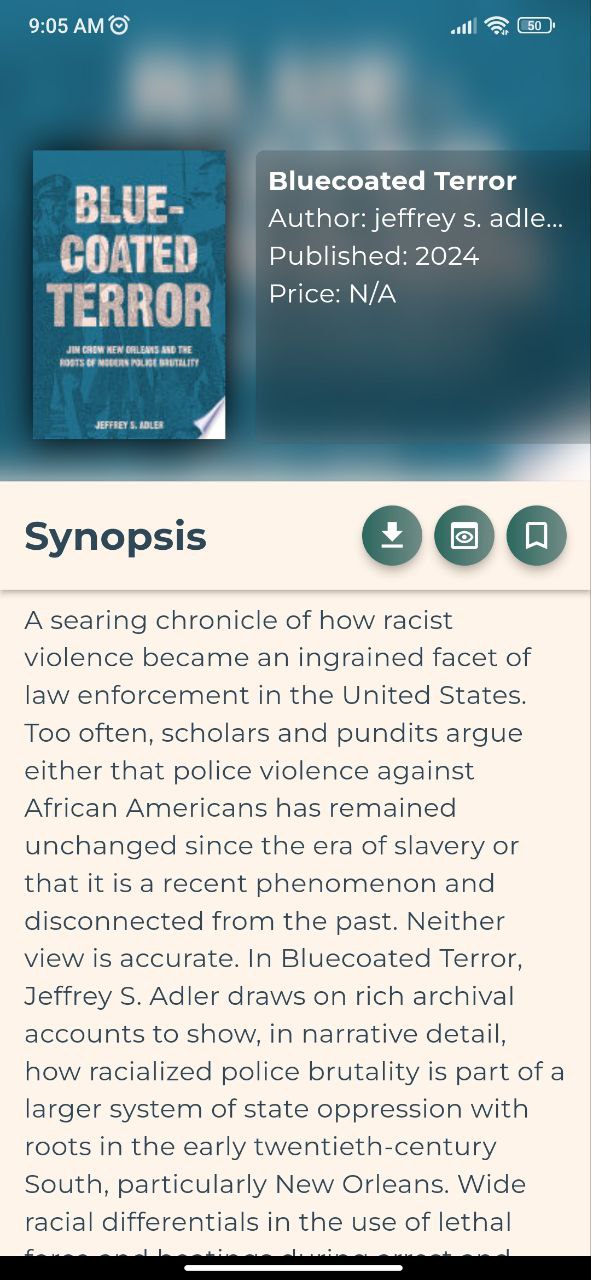 9:05 AM
50
BLUE-
COATED
TERROR
JIM CROW NEW ORLEANS AND THE
ROOTS OF MODERN POLICE BRUTALITY
JEFFREY S. ADLER
Bluecoated Terror
Author: jeffrey s. adle...
Published: 2024
Price: N/A
Synopsis
A searing chronicle of how racist
violence became an ingrained facet of
law enforcement in the United States.
Too often, scholars and pundits argue
either that police violence against
African Americans has remained
unchanged since the era of slavery or
that it is a recent phenomenon and
disconnected from the past. Neither
view is accurate. In Bluecoated Terror,
Jeffrey S. Adler draws on rich archival
accounts to show, in narrative detail,
how racialized police brutality is part of a
larger system of state oppression with
roots in the early twentieth-century
South, particularly New Orleans. Wide
racial differentials in the use of lethal
force and beatings during arrest and